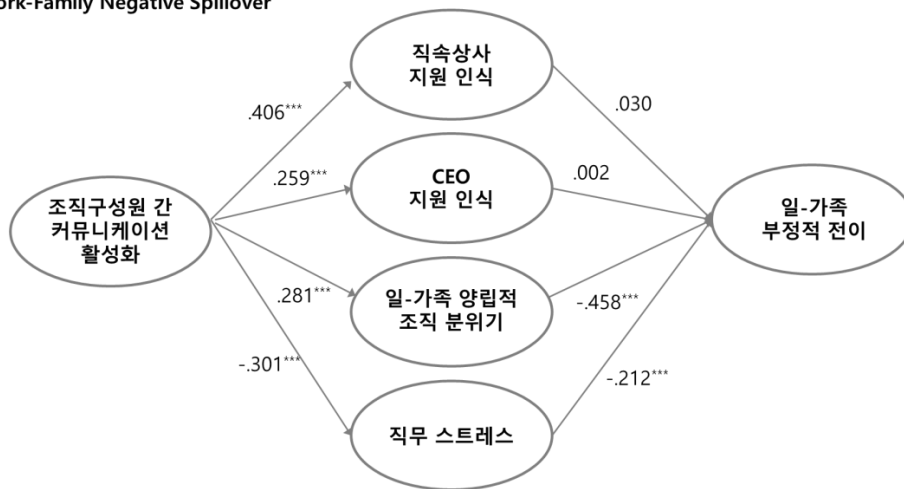 ork-Family Negative Spillover
직속상사
지원 인식
.406***
.030
.259***
CEO
지원 인식
.002
조직구성원 간
커뮤니케이션
활성화
일-가족
부정적 전이
.281***
일-가족 양립적
조직 분위기
-.458***
-.301***
-.212***
직무 스트레스